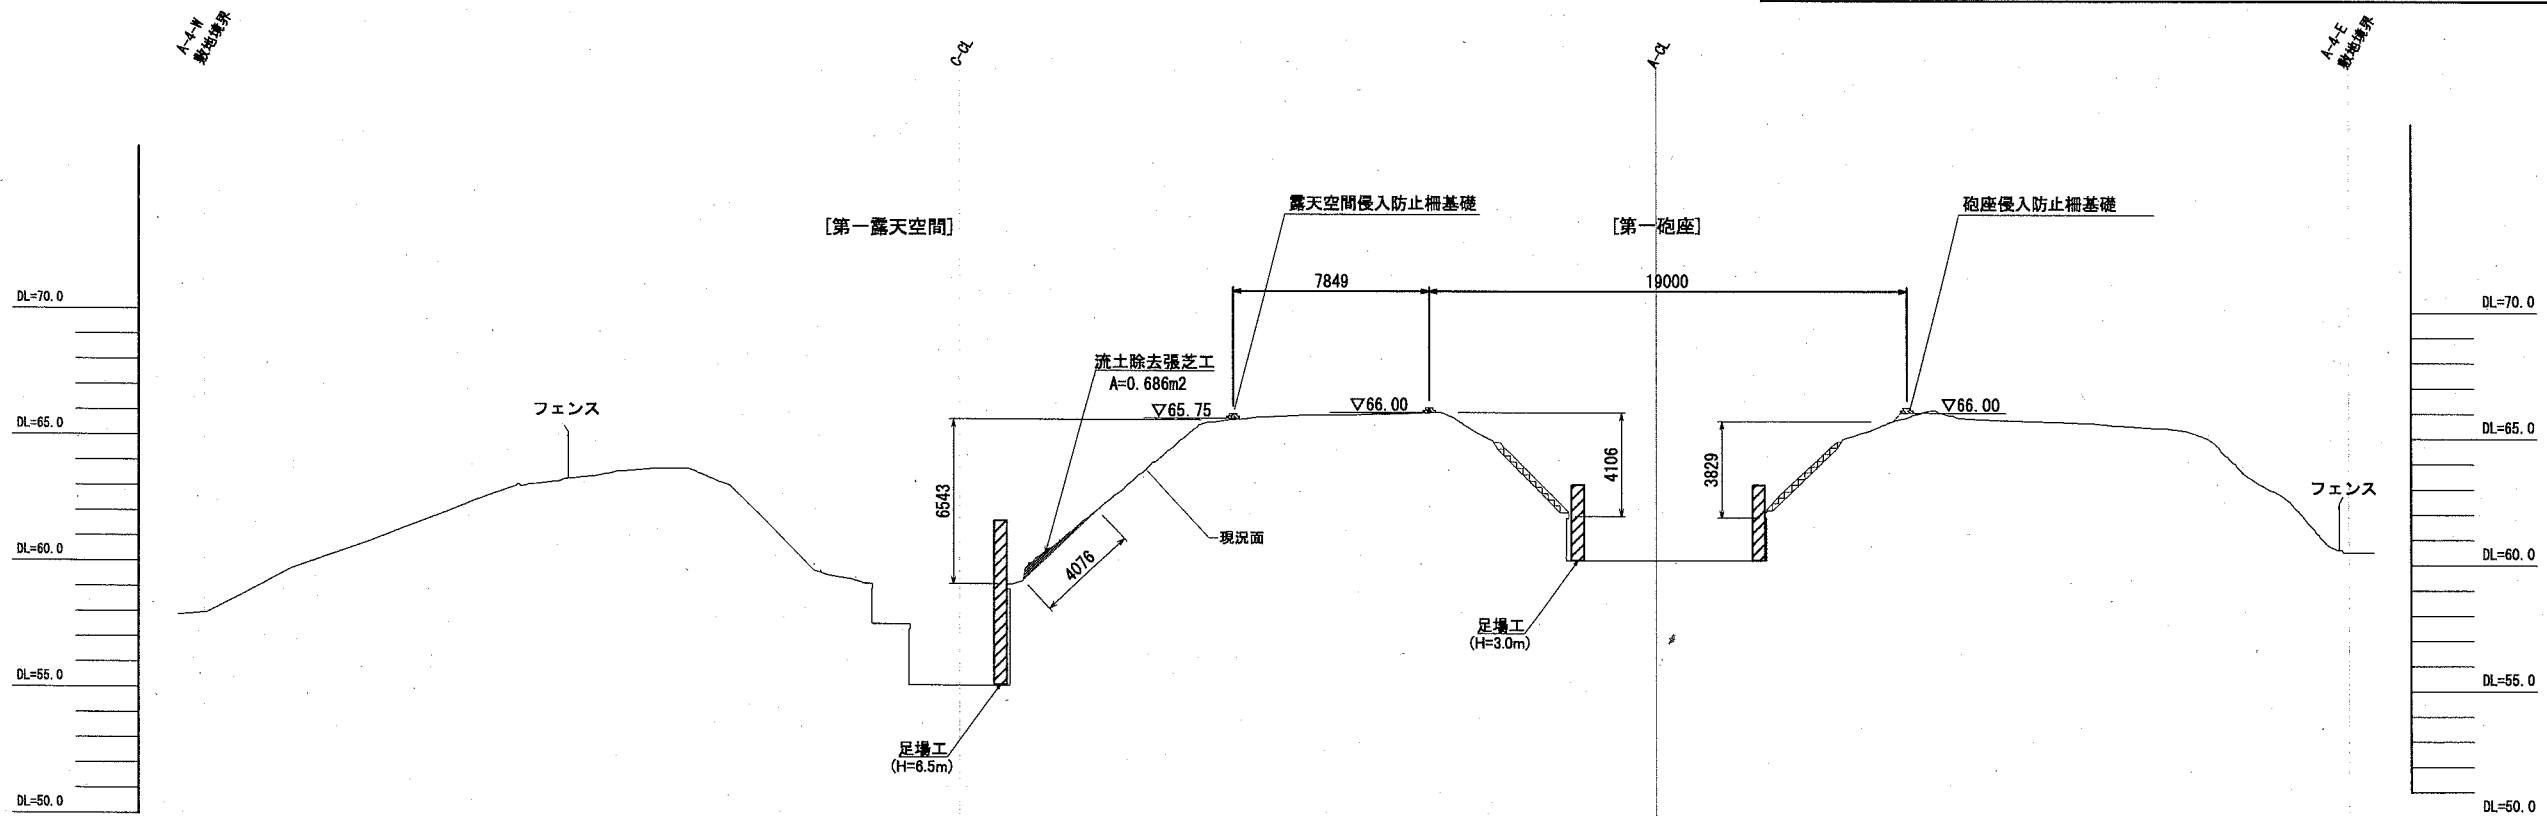 A-4-W
敷地境界
C-CL
A-CL
A-4-E
敷地境界
露天空間侵入防止柵基礎
砲座侵入防止柵基礎
[第一露天空間]
[第一砲座]
7849
19000
DL=70.0
DL=70.0
流土除去張芝工
A=0.686m2
フェンス
▽65.75
▽66.00
▽66.00
DL=65.0
DL=65.0
6543
4106
3829
フェンス
現況面
4076
DL=60.0
DL=60.0
足場工
(H=3.0m)
DL=55.0
DL=55.0
足場工
(H=6.5m)
DL=50.0
DL=50.0